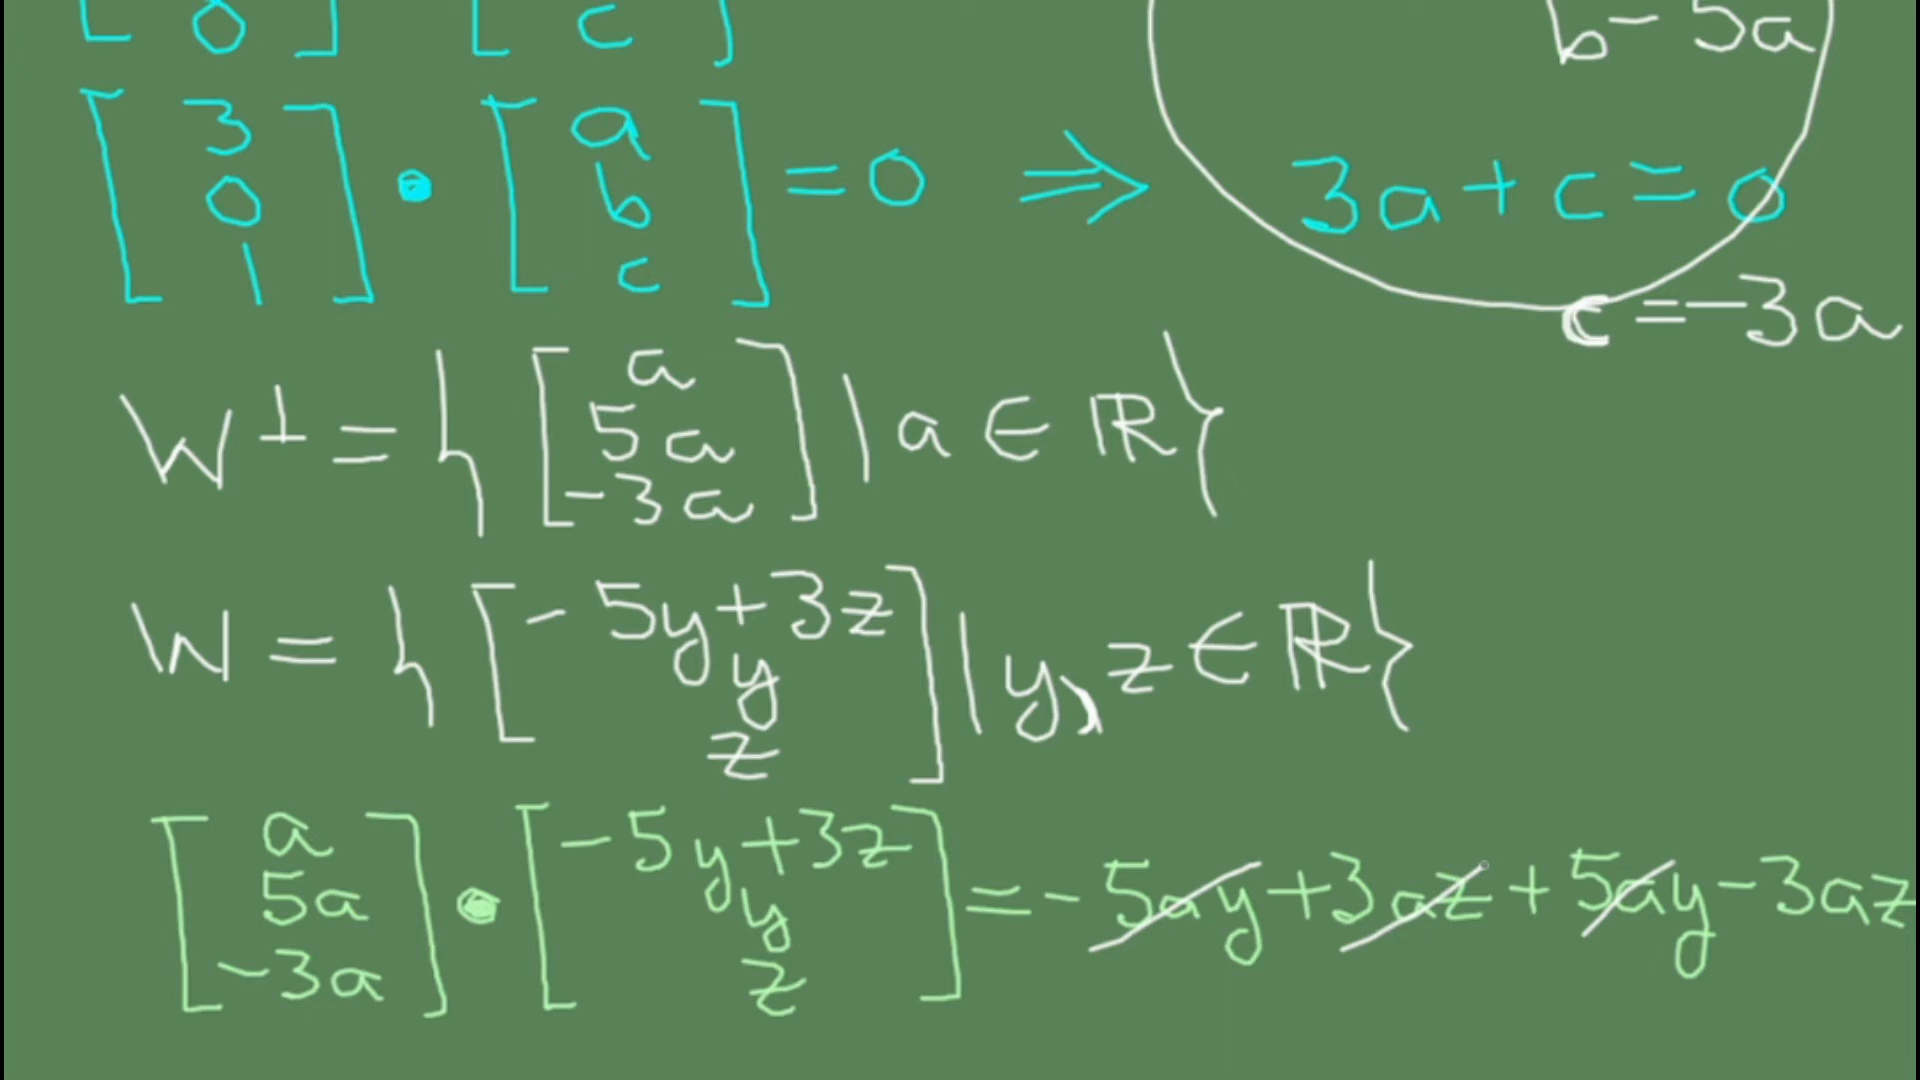 [ 0 ] [ c ] b = 5a
[ 3 0 1 ] • [ a b c ] = 0 ⇒ 3a + c = 0
c = -3a
W⊥ = { [ a 5a -3a ] | a ∈ ℝ }
W = { [ -5y+3z y z ] | y, z ∈ ℝ }
[ a 5a -3a ] • [ -5y+3z y z ] = -5ay + 3az + 5ay - 3az